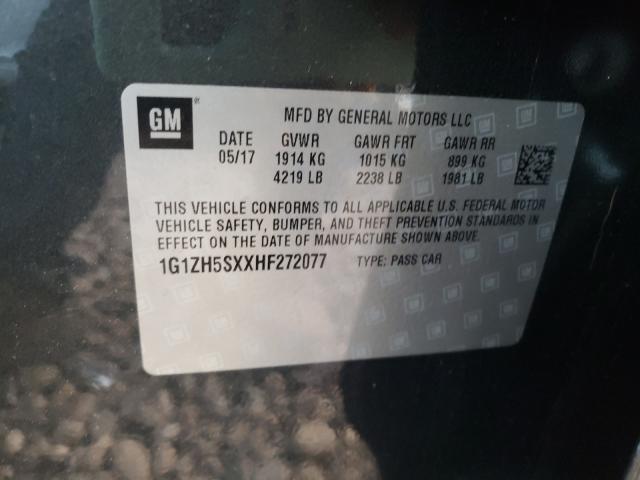 GM
MFD BY GENERAL MOTORS LLC
DATE GVWR GAWR FRT GAWR RR
05/17 1914 KG 1015 KG 899 KG
4219 LB 2238 LB 1981 LB
THIS VEHICLE CONFORMS TO ALL APPLICABLE U.S. FEDERAL MOTOR
VEHICLE SAFETY, BUMPER, AND THEFT PREVENTION STANDARDS IN
EFFECT ON THE DATE OF MANUFACTURE SHOWN ABOVE.
1G1ZH5SXXHF272077 TYPE: PASS CAR